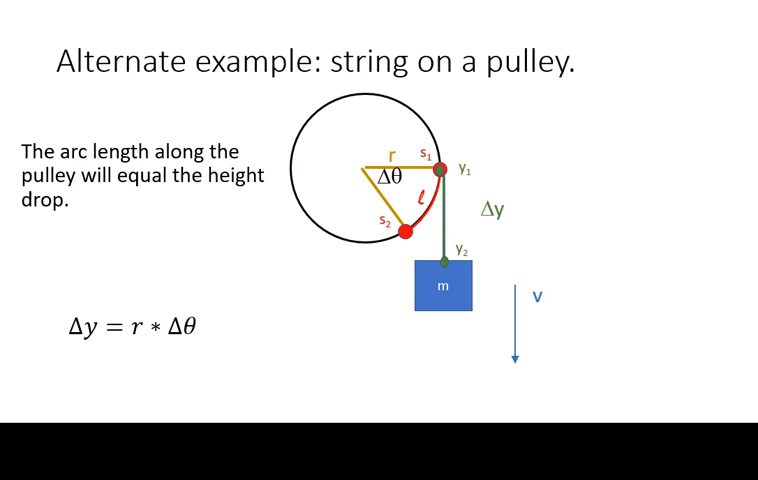 Alternate example: string on a pulley.
The arc length along the
pulley will equal the height
drop.
r
s₁
y₁
Δθ
ℓ
s₂
Δy
y₂
m
v
Δy = r ∗ Δθ